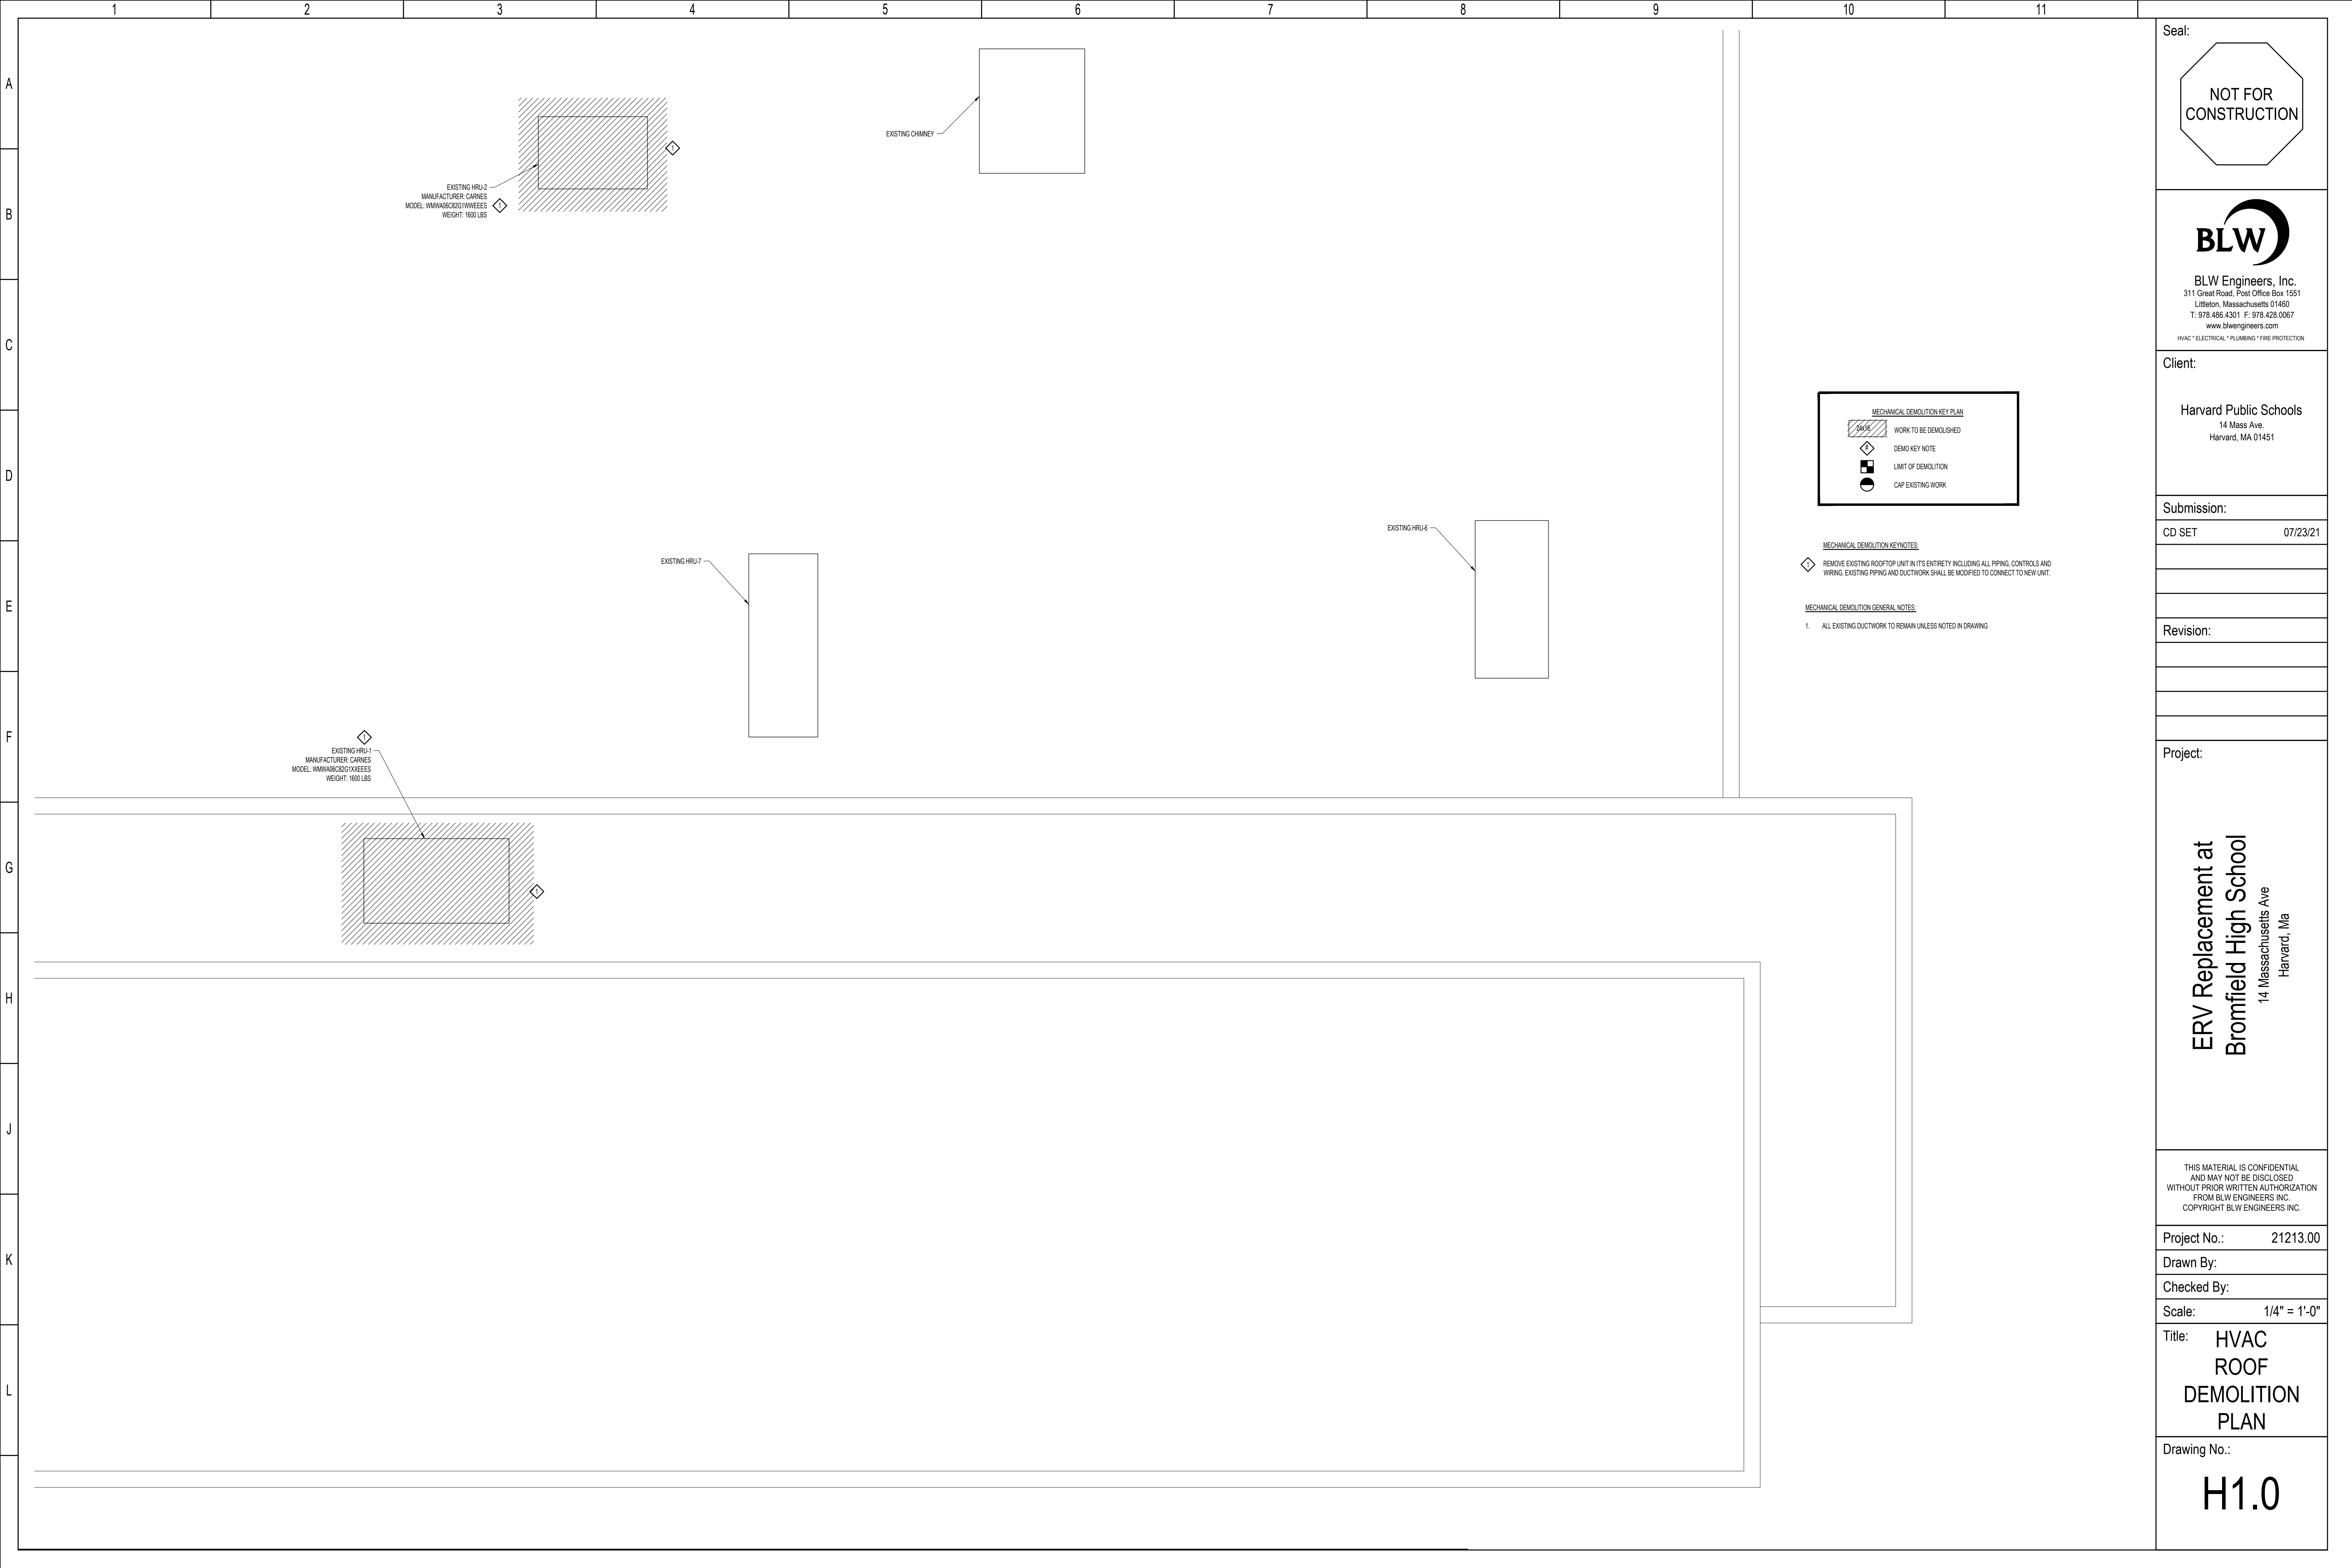 1 2 3 4 5 6 7 8 9 10 11
A
B
C
D
E
F
G
H
J
K
L
EXISTING CHIMNEY
1
EXISTING HRU-2
MANUFACTURER: CARNES
MODEL: WMWA06C82G1WWEEES
WEIGHT: 1600 LBS
1
EXISTING HRU-7
EXISTING HRU-6
1
EXISTING HRU-1
MANUFACTURER: CARNES
MODEL: WMWA06C82G1XXEEES
WEIGHT: 1600 LBS
1
MECHANICAL DEMOLITION KEY PLAN
24x16 WORK TO BE DEMOLISHED
# DEMO KEY NOTE
LIMIT OF DEMOLITION
CAP EXISTING WORK
MECHANICAL DEMOLITION KEYNOTES:
1 REMOVE EXISTING ROOFTOP UNIT IN IT'S ENTIRETY INCLUDING ALL PIPING, CONTROLS AND
WIRING. EXISTING PIPING AND DUCTWORK SHALL BE MODIFIED TO CONNECT TO NEW UNIT.
MECHANICAL DEMOLITION GENERAL NOTES:
1. ALL EXISTING DUCTWORK TO REMAIN UNLESS NOTED IN DRAWING
Seal:
NOT FOR
CONSTRUCTION
BLW
BLW Engineers, Inc.
311 Great Road, Post Office Box 1551
Littleton, Massachusetts 01460
T: 978.486.4301 F: 978.428.0067
www.blwengineers.com
HVAC * ELECTRICAL * PLUMBING * FIRE PROTECTION
Client:
Harvard Public Schools
14 Mass Ave.
Harvard, MA 01451
Submission:
CD SET 07/23/21
Revision:
Project:
ERV Replacement at
Bromfield High School
14 Massachusetts Ave
Harvard, Ma
THIS MATERIAL IS CONFIDENTIAL
AND MAY NOT BE DISCLOSED
WITHOUT PRIOR WRITTEN AUTHORIZATION
FROM BLW ENGINEERS INC.
COPYRIGHT BLW ENGINEERS INC.
Project No.: 21213.00
Drawn By:
Checked By:
Scale: 1/4" = 1'-0"
Title: HVAC
ROOF
DEMOLITION
PLAN
Drawing No.:
H1.0